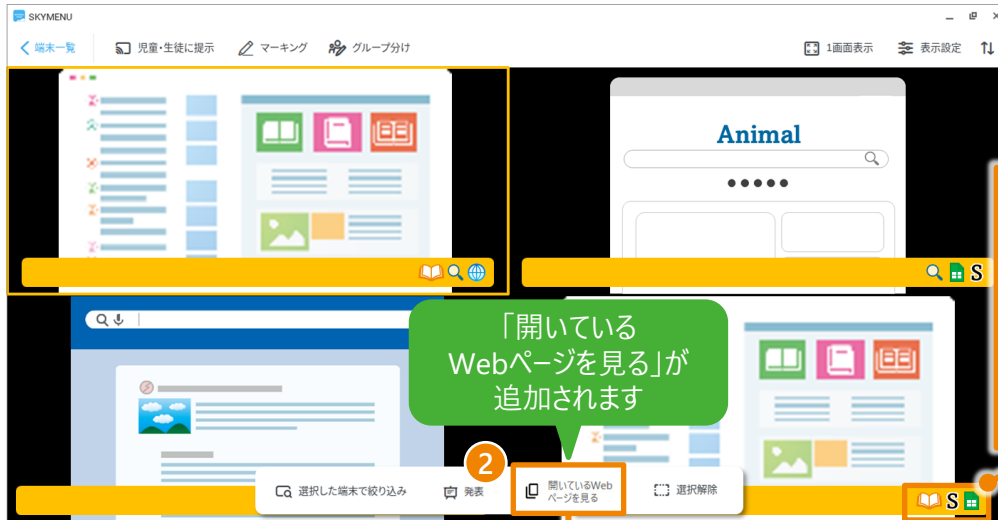 SKYMENU
端末一覧
児童・生徒に提示
マーキング
グループ分け
1画面表示
表示設定
Animal
S
「開いている
Webページを見る」が
追加されます
2
選択した端末で絞り込み
発表
開いているWeb
ページを見る
選択解除
S